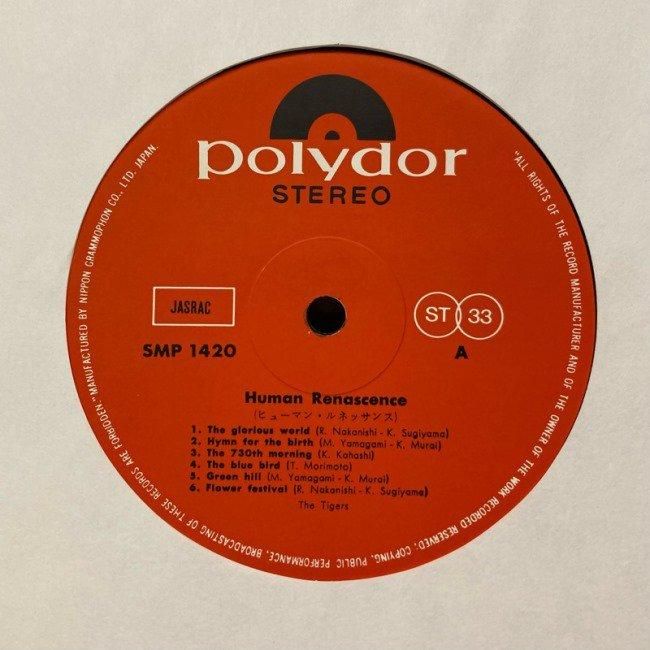 polydor
STEREO
JASRAC
SMP 1420
ST 33
A
Human Renascence
(ヒューマン・ルネッサンス)
1. The glorious world (R. Nakanishi - K. Sugiyama)
2. Hymn for the birth (M. Yamagami - K. Murai)
3. The 730th morning (K. Kahashi)
4. The blue bird (T. Morimoto)
5. Green hill (M. Yamagami - K. Murai)
6. Flower festival (R. Nakanishi - K. Sugiyama)
The Tigers
"ALL RIGHTS OF THE RECORD MANUFACTURER AND OF THE OWNER OF THE WORK RECORDED RESERVED; COPYING, PUBLIC PERFORMANCE, BROADCASTING OF THESE RECORDS ARE FORBIDDEN." MANUFACTURED BY NIPPON GRAMMOPHON CO., LTD. JAPAN.